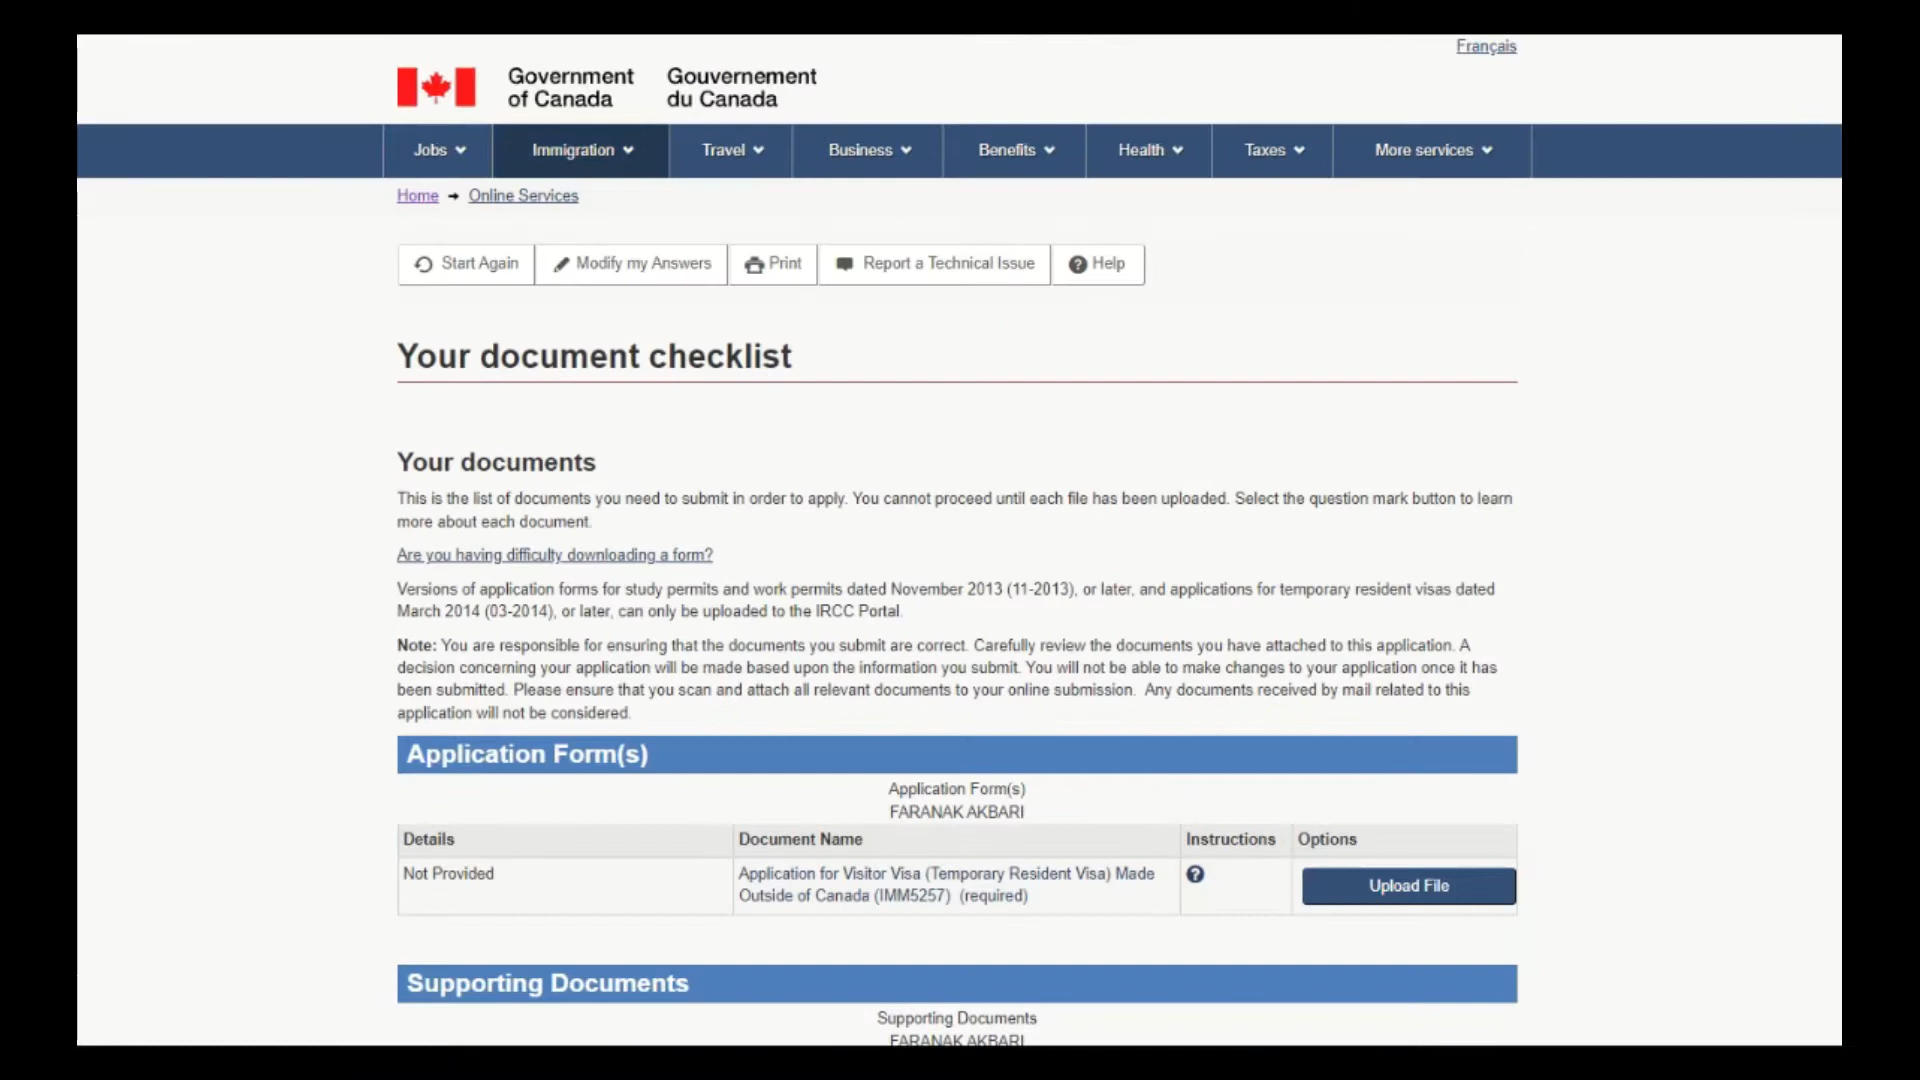 Français
Government of Canada
Gouvernement du Canada
Jobs
Immigration
Travel
Business
Benefits
Health
Taxes
More services
Home → Online Services
Start Again
Modify my Answers
Print
Report a Technical Issue
Help
Your document checklist
Your documents
This is the list of documents you need to submit in order to apply. You cannot proceed until each file has been uploaded. Select the question mark button to learn
more about each document.
Are you having difficulty downloading a form?
Versions of application forms for study permits and work permits dated November 2013 (11-2013), or later, and applications for temporary resident visas dated
March 2014 (03-2014), or later, can only be uploaded to the IRCC Portal.
Note: You are responsible for ensuring that the documents you submit are correct. Carefully review the documents you have attached to this application. A
decision concerning your application will be made based upon the information you submit. You will not be able to make changes to your application once it has
been submitted. Please ensure that you scan and attach all relevant documents to your online submission. Any documents received by mail related to this
application will not be considered.
Application Form(s)
Application Form(s)
FARANAK AKBARI
Details
Document Name
Instructions
Options
Not Provided
Application for Visitor Visa (Temporary Resident Visa) Made
Outside of Canada (IMM5257) (required)
Upload File
Supporting Documents
Supporting Documents
FARANAK AKBARI